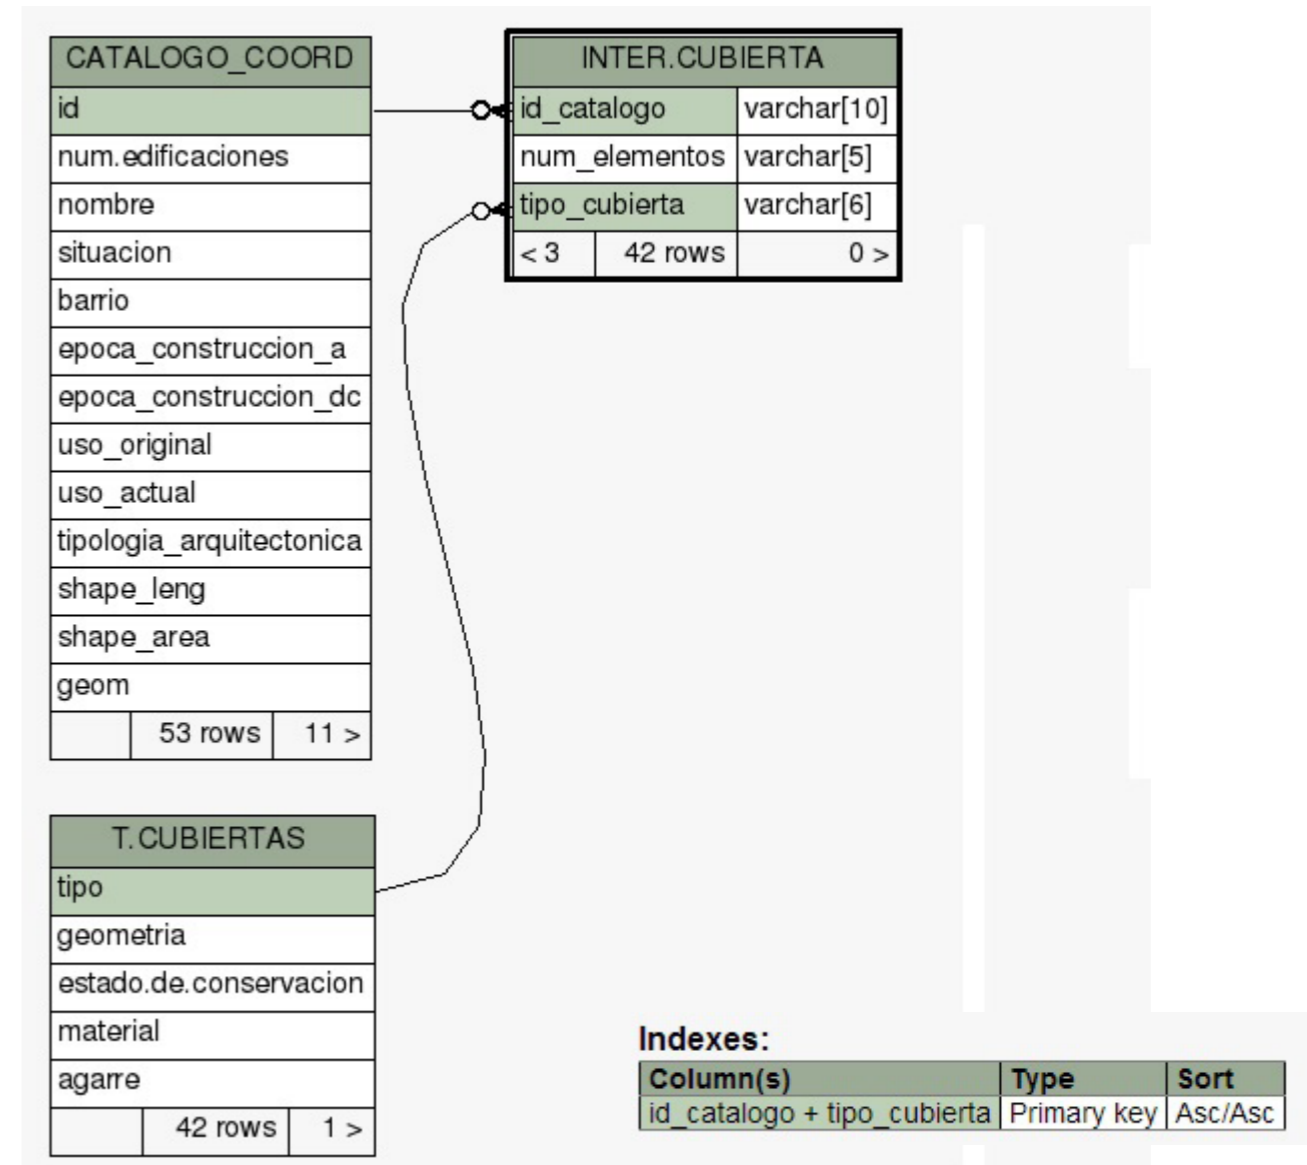 CATALOGO_COORD
id
num.edificaciones
nombre
situacion
barrio
epoca_construccion_a
epoca_construccion_dc
uso_original
uso_actual
tipologia_arquitectonica
shape_leng
shape_area
geom
53 rows 11 >
INTER.CUBIERTA
id_catalogo varchar[10]
num_elementos varchar[5]
tipo_cubierta varchar[6]
< 3 42 rows 0 >
T.CUBIERTAS
tipo
geometria
estado.de.conservacion
material
agarre
42 rows 1 >
Indexes:
Column(s) Type Sort
id_catalogo + tipo_cubierta Primary key Asc/Asc